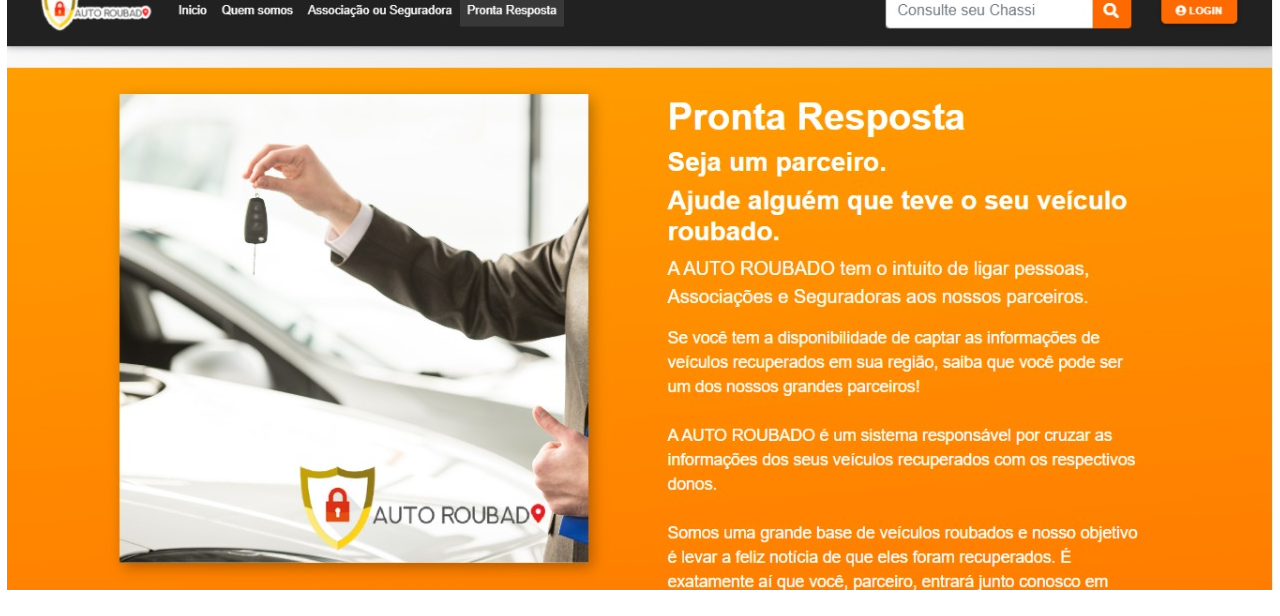 AUTO ROUBADO
Inicio Quem somos Associação ou Seguradora Pronta Resposta
Consulte seu Chassi
LOGIN
AUTO ROUBADO
Pronta Resposta
Seja um parceiro.
Ajude alguém que teve o seu veículo
roubado.
A AUTO ROUBADO tem o intuito de ligar pessoas,
Associações e Seguradoras aos nossos parceiros.
Se você tem a disponibilidade de captar as informações de
veículos recuperados em sua região, saiba que você pode ser
um dos nossos grandes parceiros!
A AUTO ROUBADO é um sistema responsável por cruzar as
informações dos seus veículos recuperados com os respectivos
donos.
Somos uma grande base de veículos roubados e nosso objetivo
é levar a feliz notícia de que eles foram recuperados. É
exatamente aí que você, parceiro, entrará junto conosco em